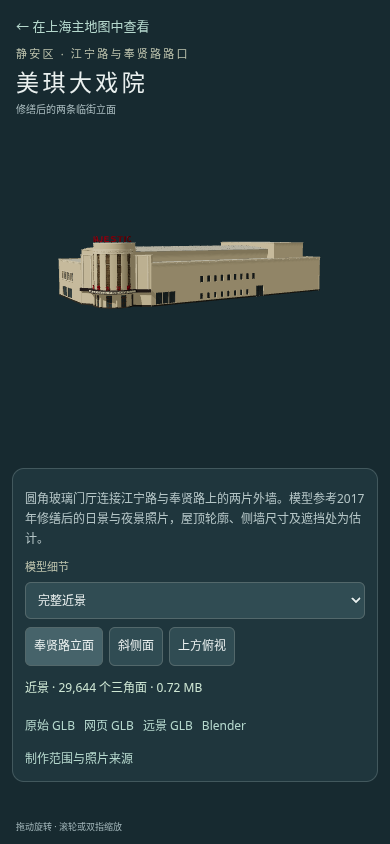 ← 在上海主地图中查看
静安区 · 江宁路与奉贤路路口
美琪大戏院
修缮后的两条临街立面
圆角玻璃门厅连接江宁路与奉贤路上的两片外墙。模型参考2017
年修缮后的日景与夜景照片，屋顶轮廓、侧墙尺寸及遮挡处为估
计。
模型细节
完整近景
奉贤路立面 斜侧面 上方俯视
近景 · 29,644 个三角面 · 0.72 MB
原始 GLB 网页 GLB 远景 GLB Blender
制作范围与照片来源
拖动旋转 · 滚轮或双指缩放